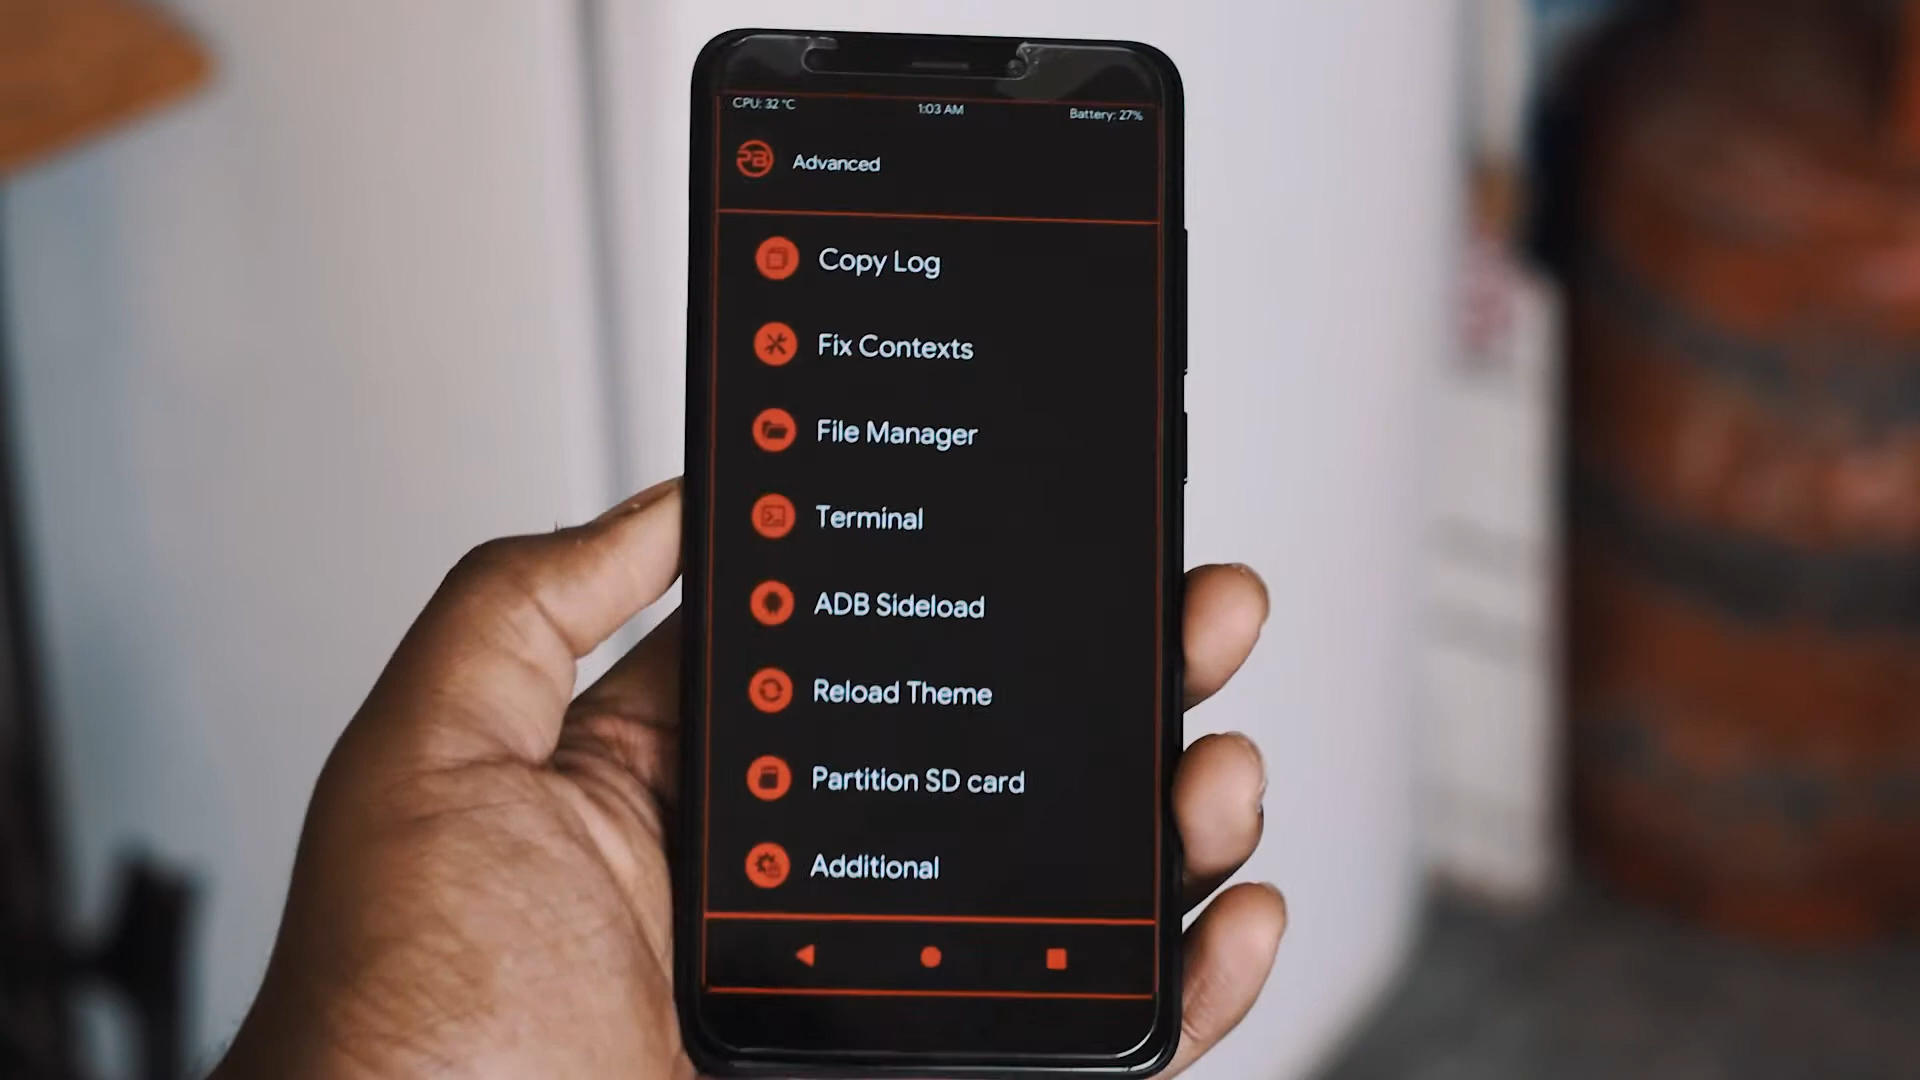 CPU: 32 °C 1:03 AM Battery: 27%
PB Advanced
Copy Log
Fix Contexts
File Manager
Terminal
ADB Sideload
Reload Theme
Partition SD card
Additional